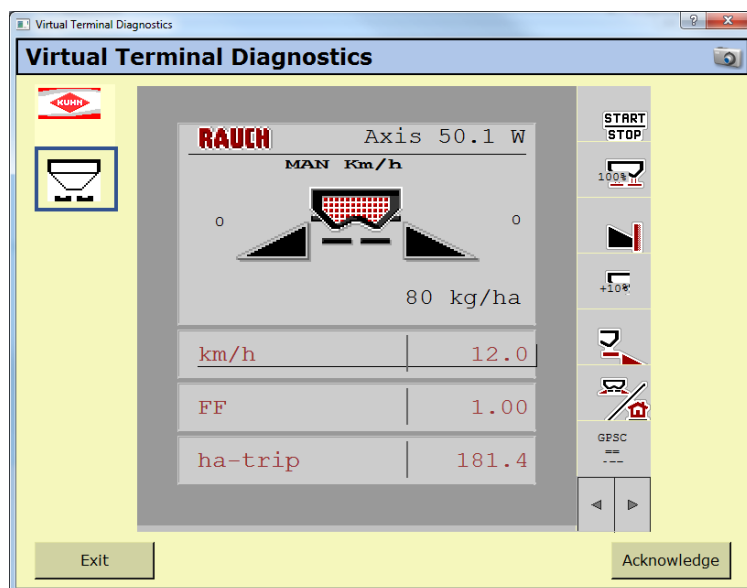 Virtual Terminal Diagnostics
Virtual Terminal Diagnostics
KUHN
RAUCH Axis 50.1 W
MAN Km/h
0 0
80 kg/ha
km/h 12.0
FF 1.00
ha-trip 181.4
START
STOP
100%
+10%
GPSC
Exit
Acknowledge